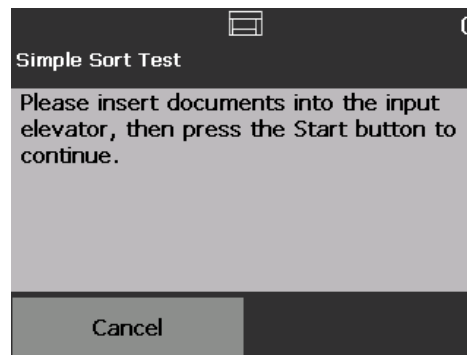 Simple Sort Test
Please insert documents into the input
elevator, then press the Start button to
continue.
Cancel